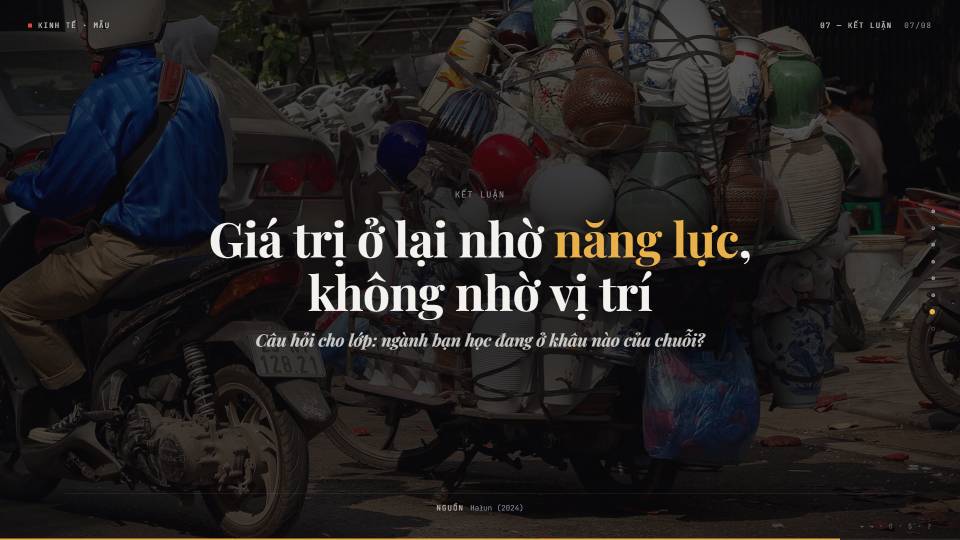 KINH TẾ · MẪU
07 — KẾT LUẬN 07/08
KẾT LUẬN
Giá trị ở lại nhờ năng lực,
không nhờ vị trí
Câu hỏi cho lớp: ngành bạn học đang ở khâu nào của chuỗi?
NGUỒN Haƨun (2024)